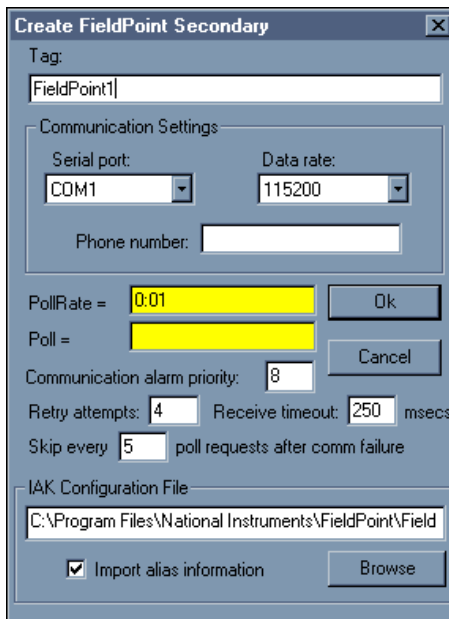 Create FieldPoint Secondary
Tag:
FieldPoint1
Communication Settings
Serial port: Data rate:
COM1 115200
Phone number:
PollRate = 0:01 Ok
Poll =
Cancel
Communication alarm priority: 8
Retry attempts: 4 Receive timeout: 250 msecs
Skip every 5 poll requests after comm failure
IAK Configuration File
C:\Program Files\National Instruments\FieldPoint\Field
Import alias information Browse